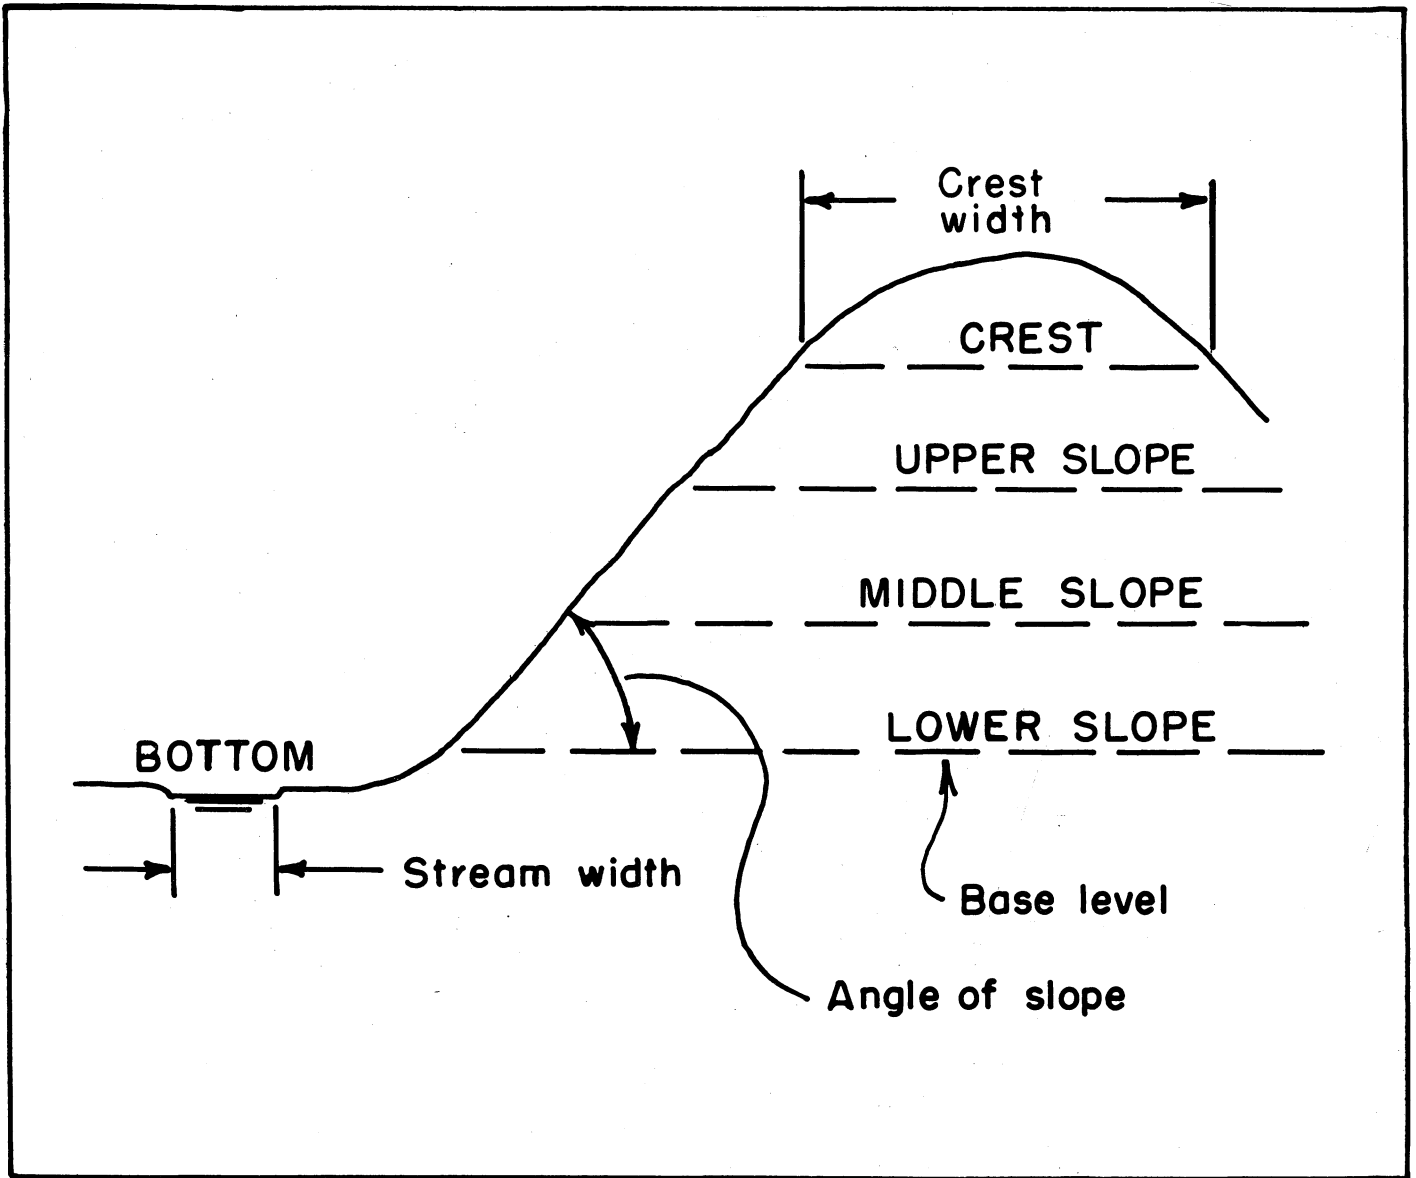 Crest
width
CREST
UPPER SLOPE
MIDDLE SLOPE
LOWER SLOPE
BOTTOM
Stream width
Base level
Angle of slope